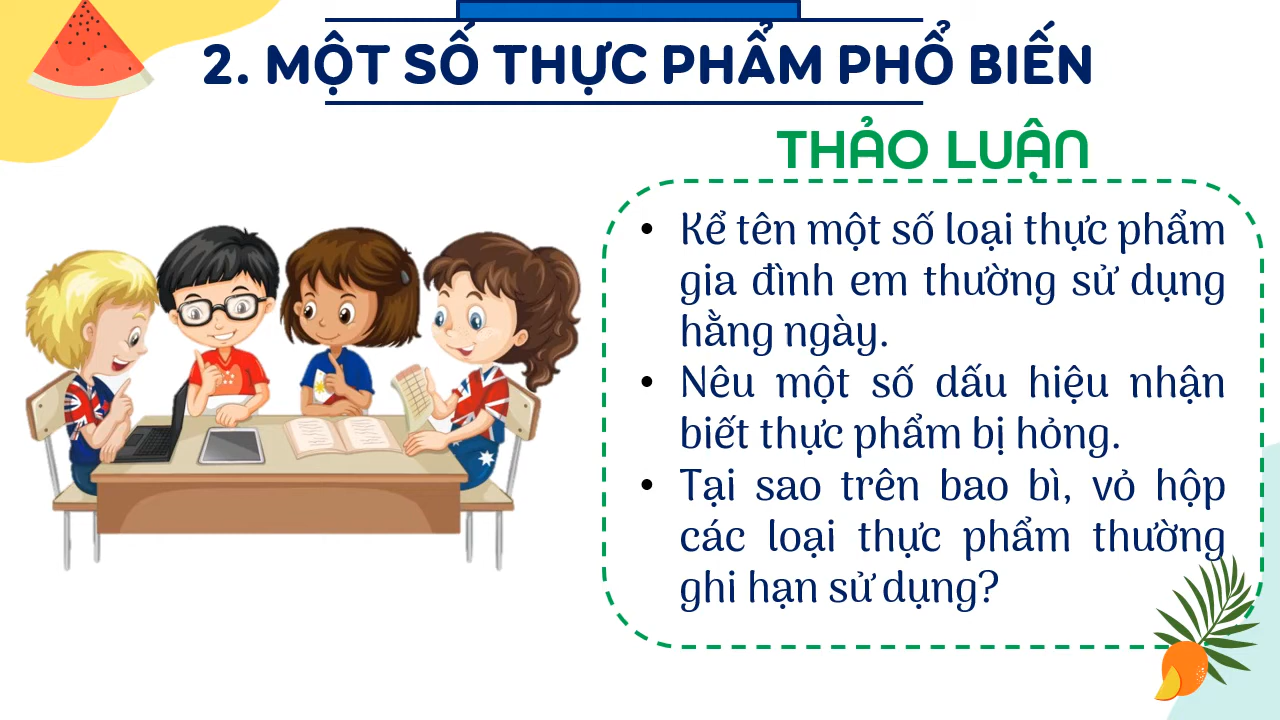 2. MỘT SỐ THỰC PHẨM PHỔ BIẾN
THẢO LUẬN
• Kể tên một số loại thực phẩm
gia đình em thường sử dụng
hằng ngày.
• Nêu một số dấu hiệu nhận
biết thực phẩm bị hỏng.
• Tại sao trên bao bì, vỏ hộp
các loại thực phẩm thường
ghi hạn sử dụng?